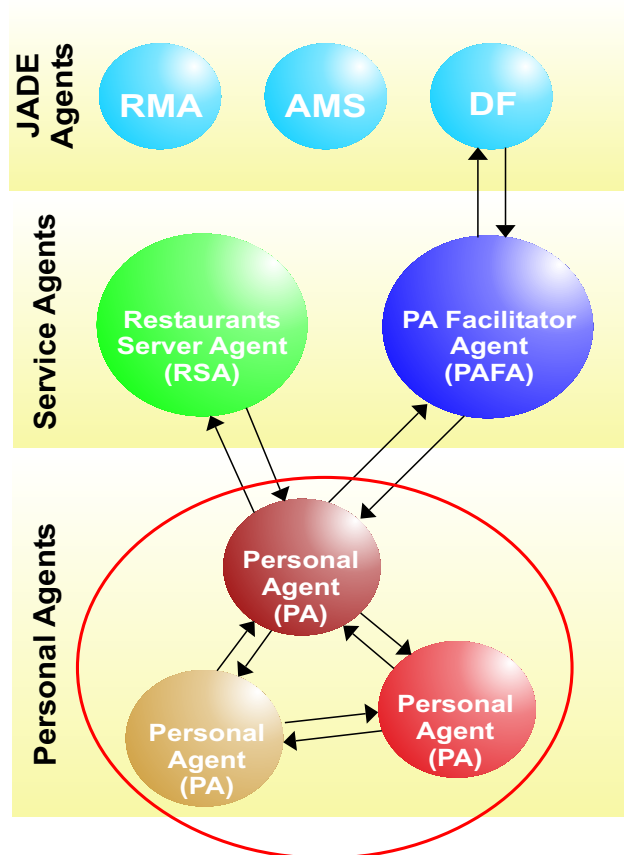 JADE
Agents
RMA
AMS
DF
Service Agents
Restaurants
Server Agent
(RSA)
PA Facilitator
Agent
(PAFA)
Personal Agents
Personal
Agent
(PA)
Personal
Agent
(PA)
Personal
Agent
(PA)